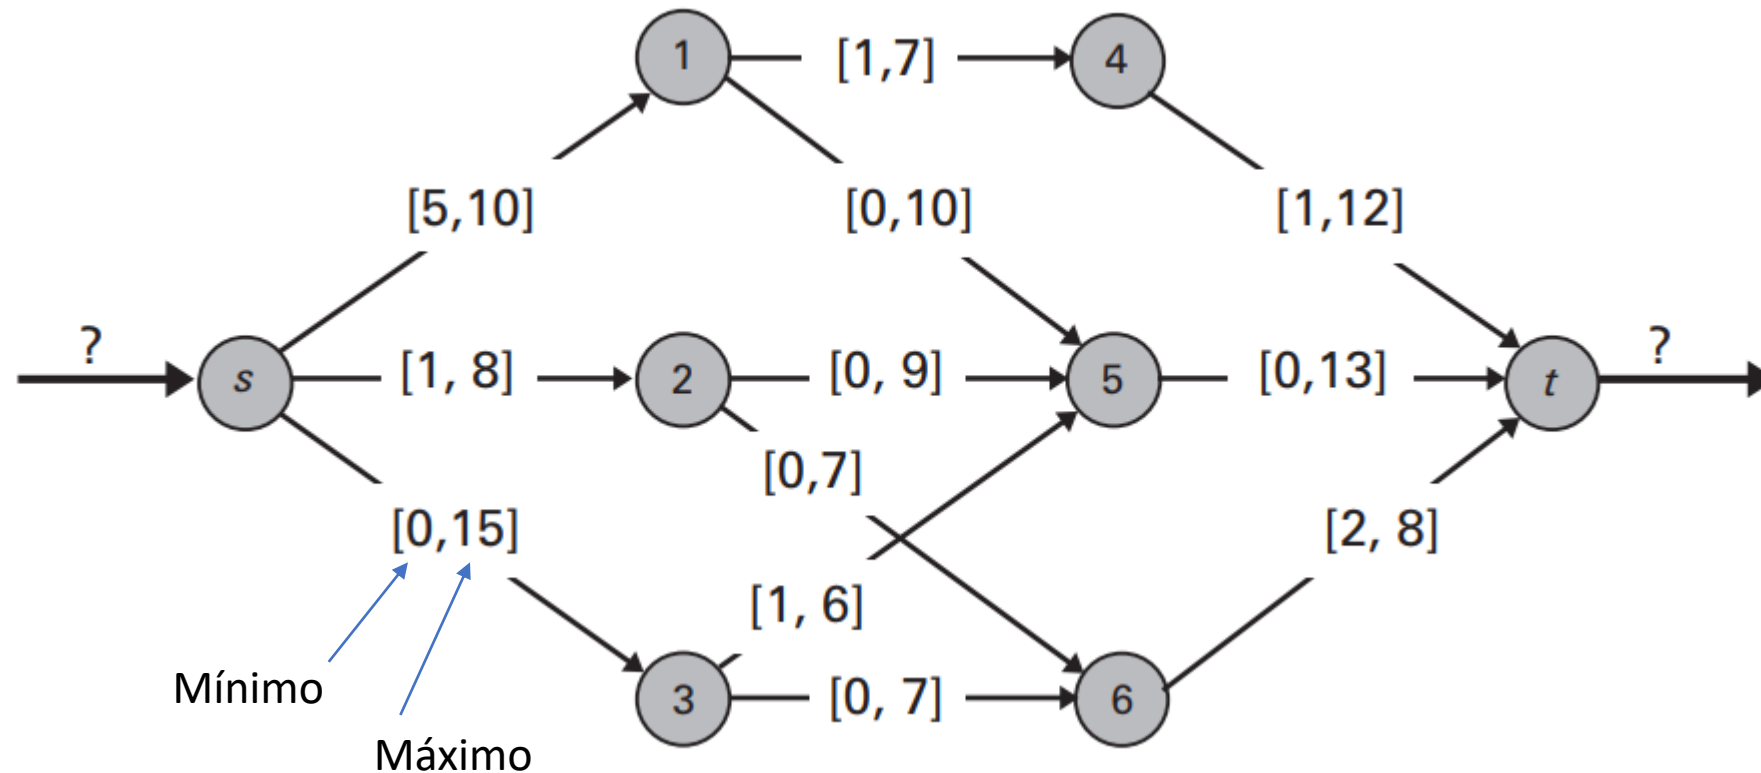 1 [1,7] 4
[5,10] [0,10] [1,12]
? ?
s [1, 8] 2 [0, 9] 5 [0,13] t
[0,7]
[0,15] [2, 8]
[1, 6]
Mínimo 3 [0, 7] 6
Máximo